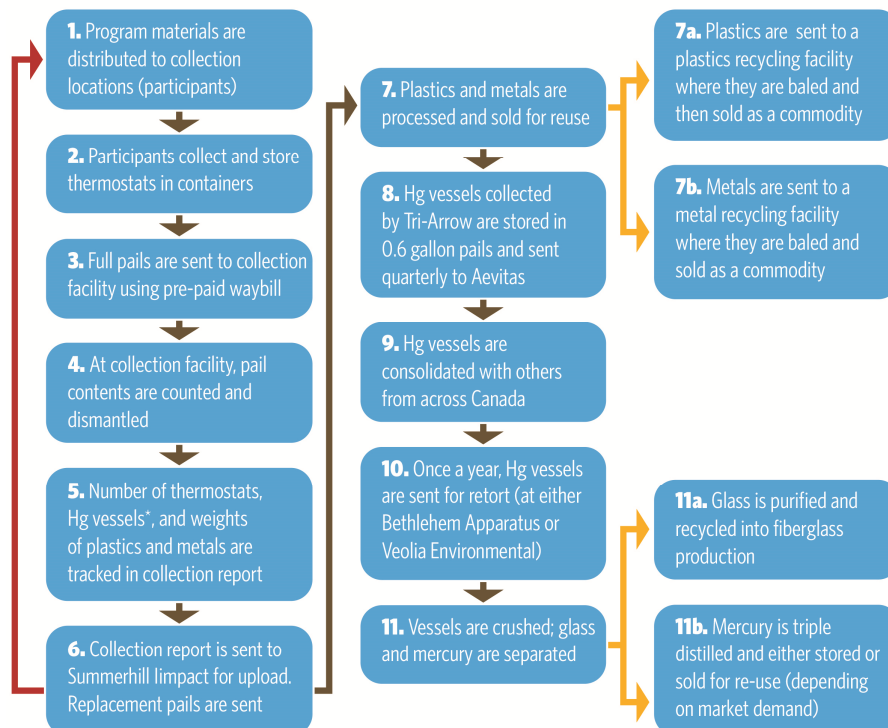 1. Program materials are
distributed to collection
locations (participants)
2. Participants collect and store
thermostats in containers
3. Full pails are sent to collection
facility using pre-paid waybill
4. At collection facility, pail
contents are counted and
dismantled
5. Number of thermostats,
Hg vessels*, and weights
of plastics and metals are
tracked in collection report
6. Collection report is sent to
Summerhill Iimpact for upload.
Replacement pails are sent
7. Plastics and metals are
processed and sold for reuse
7a. Plastics are sent to a
plastics recycling facility
where they are baled and
then sold as a commodity
7b. Metals are sent to a
metal recycling facility
where they are baled and
sold as a commodity
8. Hg vessels collected
by Tri-Arrow are stored in
0.6 gallon pails and sent
quarterly to Aevitas
9. Hg vessels are
consolidated with others
from across Canada
10. Once a year, Hg vessels
are sent for retort (at either
Bethlehem Apparatus or
Veolia Environmental)
11. Vessels are crushed; glass
and mercury are separated
11a. Glass is purified and
recycled into fiberglass
production
11b. Mercury is triple
distilled and either stored or
sold for re-use (depending
on market demand)